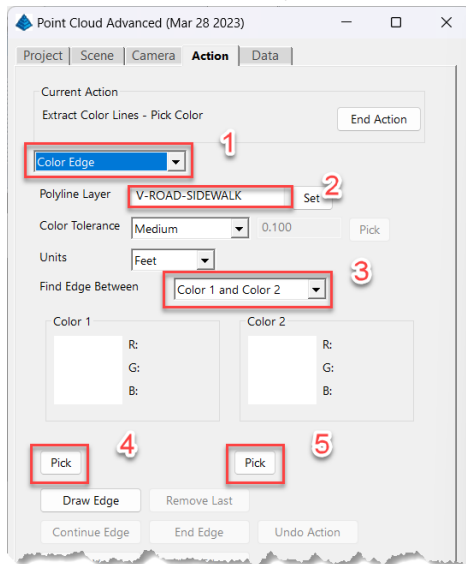 Point Cloud Advanced (Mar 28 2023)
Project Scene Camera Action Data
Current Action
Extract Color Lines - Pick Color
End Action
1
Color Edge
2
Polyline Layer V-ROAD-SIDEWALK Set
Color Tolerance Medium 0.100 Pick
Units Feet
3
Find Edge Between Color 1 and Color 2
Color 1 Color 2
R: R:
G: G:
B: B:
4 5
Pick Pick
Draw Edge Remove Last
Continue Edge End Edge Undo Action